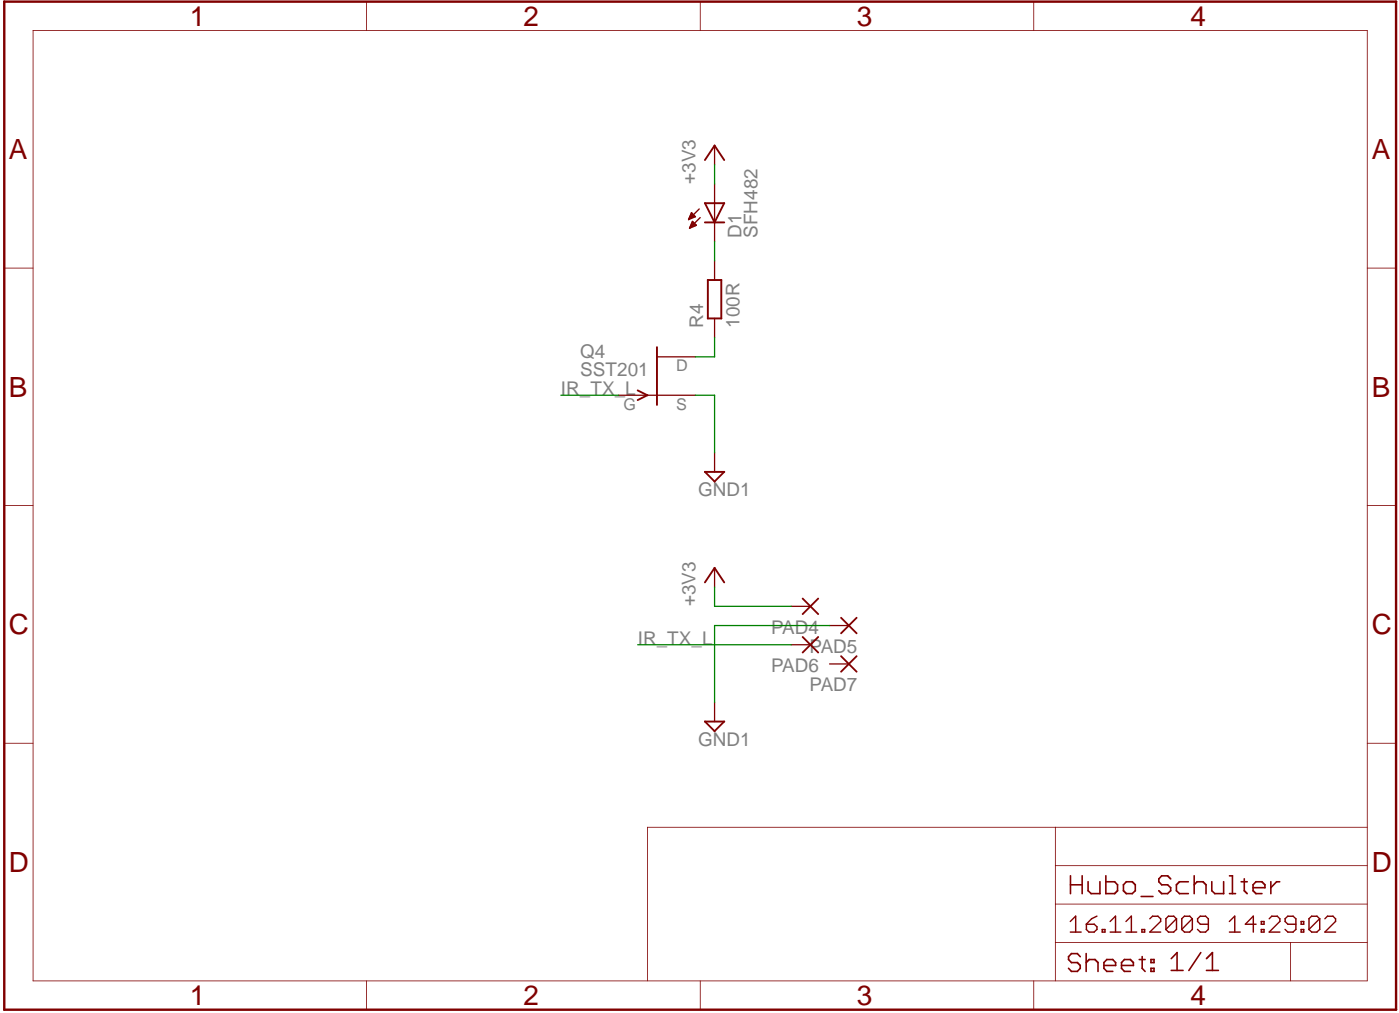 1 2 3 4
A A
+3V3
D1
SFH482
R4
100R
B B
Q4
SST201
D
IR_TX_L
G S
GND1
+3V3
C C
PAD4
IR_TX_L
PAD5
PAD6
PAD7
GND1
D D
Hubo_Schulter
16.11.2009 14:29:02
Sheet: 1/1
1 2 3 4